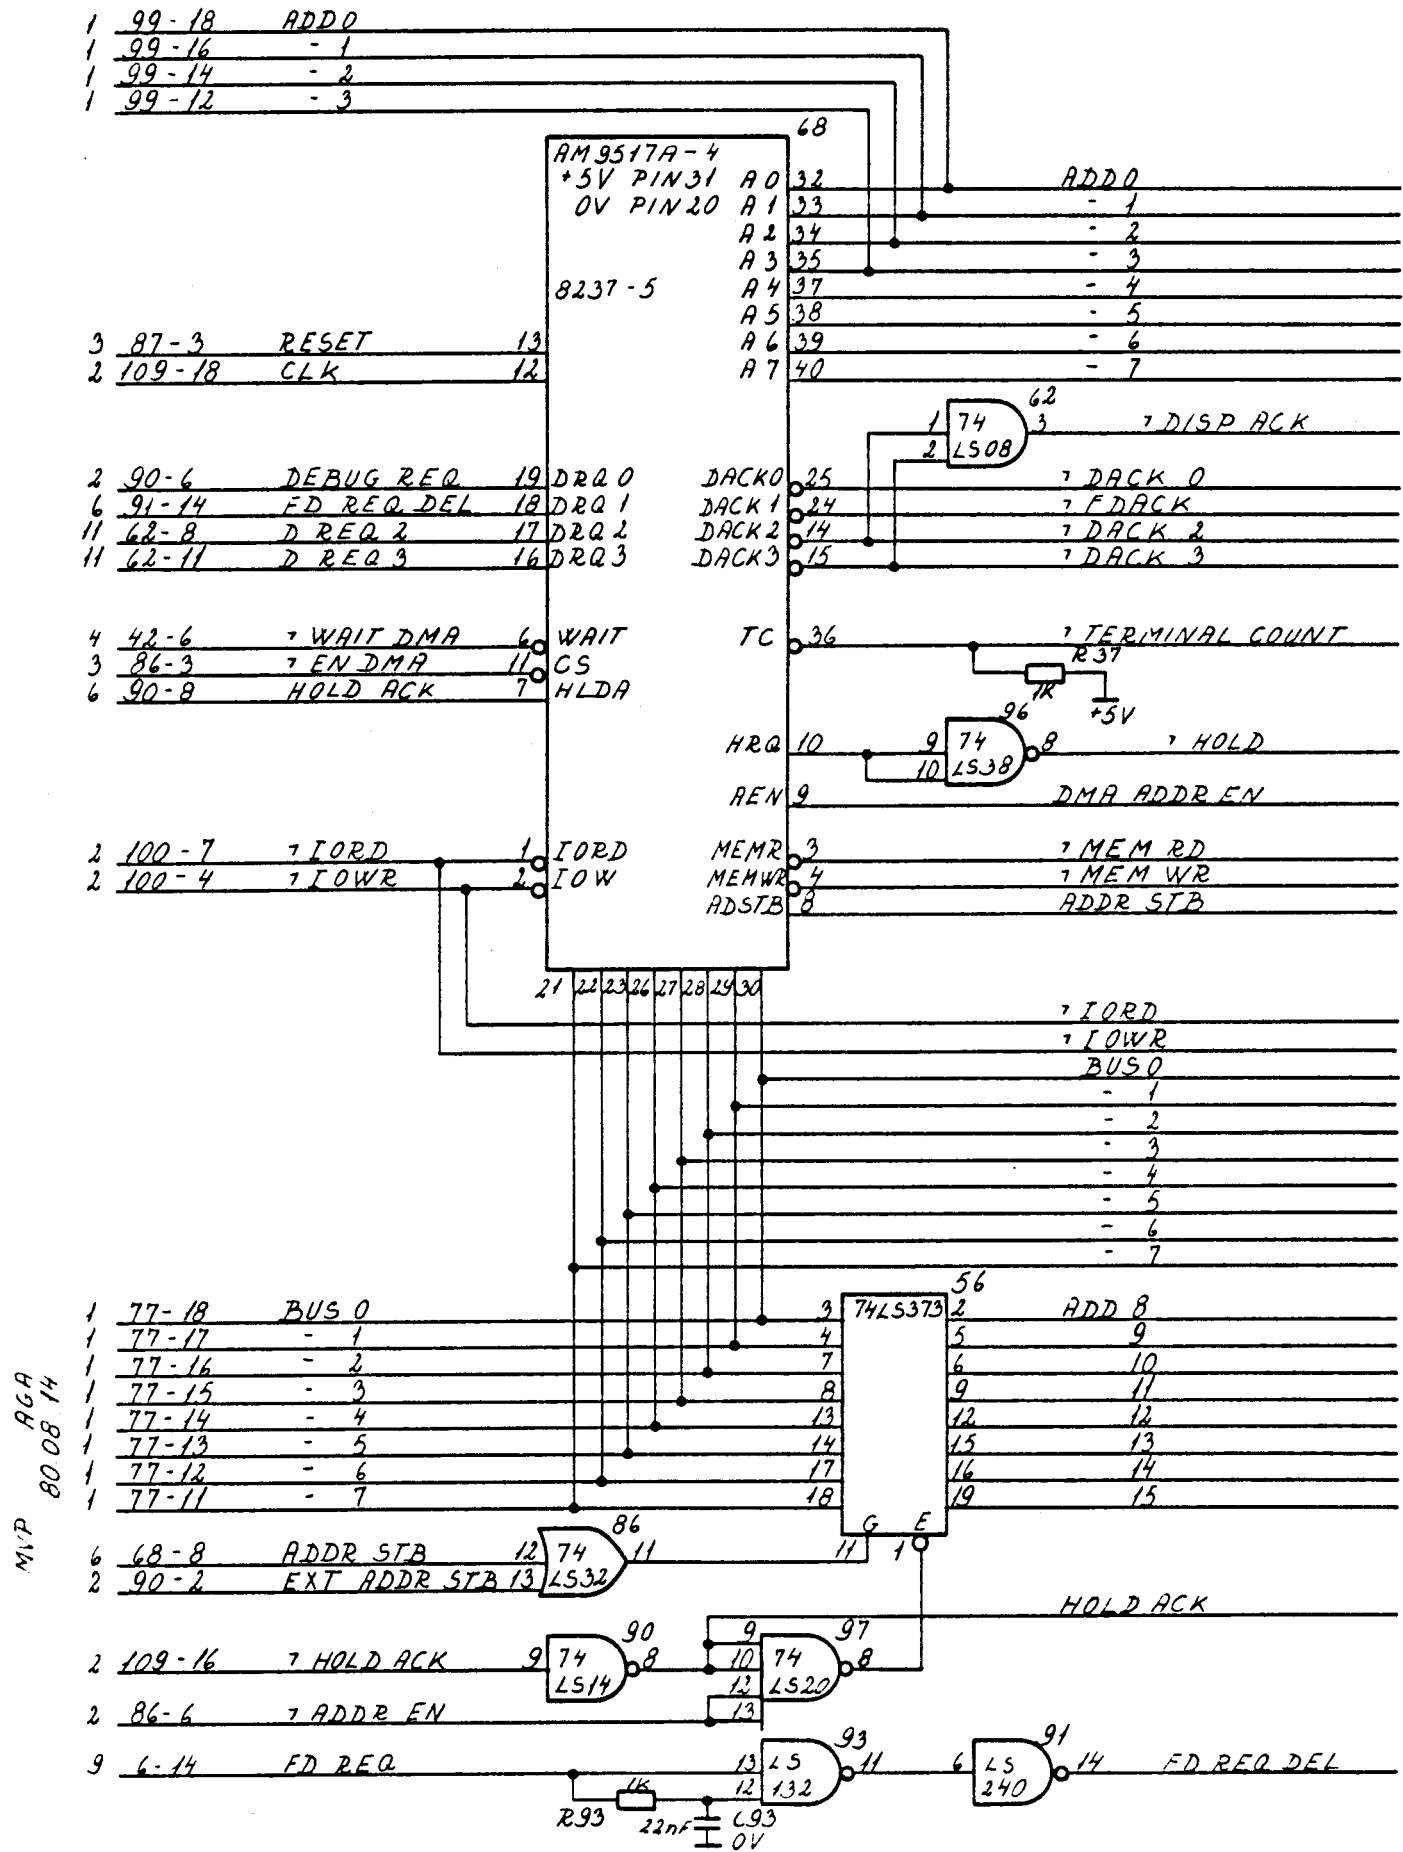 1 99-18 ADD0
1 99-16 - 1
1 99-14 - 2
1 99-12 - 3
68
AM9517A-4
+5V PIN31 A0 32 ADD0
0V PIN20 A1 33 - 1
A2 34 - 2
A3 35 - 3
8237-5 A4 37 - 4
A5 38 - 5
3 87-3 RESET 13 A6 39 - 6
2 109-18 CLK 12 A7 40 - 7
62
1 74 3 ¬DISP ACK
2 LS08
2 90-6 DEBUG REQ 19 DRQ0 DACK0 25 ¬DACK 0
6 91-14 FD REQ DEL 18 DRQ1 DACK1 24 ¬FDACK
11 62-8 D REQ 2 17 DRQ2 DACK2 14 ¬DACK 2
11 62-11 D REQ 3 16 DRQ3 DACK3 15 ¬DACK 3
4 42-6 ¬WAIT DMA 6 WAIT TC 36 ¬TERMINAL COUNT
3 86-3 ¬EN DMA 11 CS R37
6 90-8 HOLD ACK 7 HLDA 1K
+5V
96
HRQ 10 9 74 8 ¬HOLD
10 LS38
AEN 9 DMA ADDR EN
2 100-7 ¬IORD 1 IORD MEMR 3 ¬MEM RD
2 100-4 ¬IOWR 2 IOW MEMWR 4 ¬MEM WR
ADSTB 8 ADDR STB
21 22 23 26 27 28 29 30
¬IORD
¬IOWR
BUS0
- 1
- 2
- 3
- 4
- 5
- 6
- 7
56
1 77-18 BUS0 3 74LS373 2 ADD 8
1 77-17 - 1 4 5 9
1 77-16 - 2 7 6 10
1 77-15 - 3 8 9 11
1 77-14 - 4 13 12 12
1 77-13 - 5 14 15 13
1 77-12 - 6 17 16 14
1 77-11 - 7 18 19 15
G E
MVP AGA
80.08.14
86
6 68-8 ADDR STB 12 74 11 11 1
2 90-2 EXT ADDR STB 13 LS32
HOLD ACK
90 97
9
2 109-16 ¬HOLD ACK 9 74 8 10 74 8
LS14 12 LS20
2 86-6 ¬ADDR EN 13
93 91
9 6-14 FD REQ 13 LS 11 6 LS 14 FD REQ DEL
1K 12 132 240
R93 22nF C93
0V